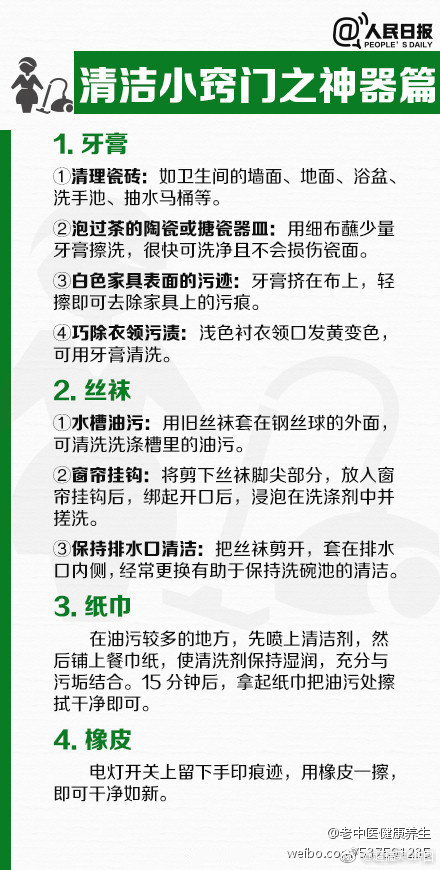 @人民日报
PEOPLE'S DAILY
清洁小窍门之神器篇
1. 牙膏
①清理瓷砖：如卫生间的墙面、地面、浴盆、
洗手池、抽水马桶等。
②泡过茶的陶瓷或搪瓷器皿：用细布蘸少量
牙膏擦洗，很快可洗净且不会损伤瓷面。
③白色家具表面的污迹：牙膏挤在布上，轻
擦即可去除家具上的污痕。
④巧除衣领污渍：浅色衬衣领口发黄变色，
可用牙膏清洗。
2. 丝袜
①水槽油污：用旧丝袜套在钢丝球的外面，
可清洗洗涤槽里的油污。
②窗帘挂钩：将剪下丝袜脚尖部分，放入窗
帘挂钩后，绑起开口后，浸泡在洗涤剂中并
搓洗。
③保持排水口清洁：把丝袜剪开，套在排水
口内侧，经常更换有助于保持洗碗池的清洁。
3. 纸巾
在油污较多的地方，先喷上清洁剂，然
后铺上餐巾纸，使清洗剂保持湿润，充分与
污垢结合。15 分钟后，拿起纸巾把油污处擦
拭干净即可。
4. 橡皮
电灯开关上留下手印痕迹，用橡皮一擦，
即可干净如新。
@老中医健康养生